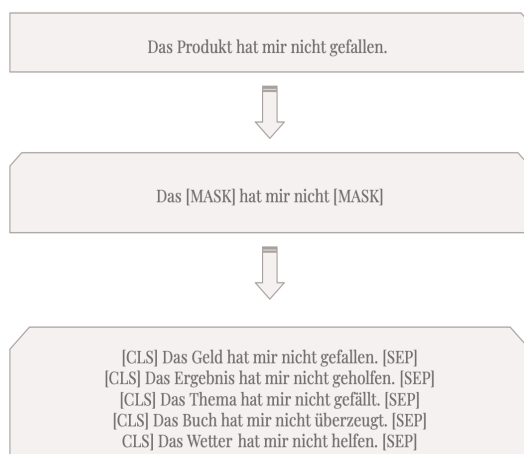 Das Produkt hat mir nicht gefallen.
Das [MASK] hat mir nicht [MASK]
[CLS] Das Geld hat mir nicht gefallen. [SEP]
[CLS] Das Ergebnis hat mir nicht geholfen. [SEP]
[CLS] Das Thema hat mir nicht gefällt. [SEP]
[CLS] Das Buch hat mir nicht überzeugt. [SEP]
CLS] Das Wetter hat mir nicht helfen. [SEP]